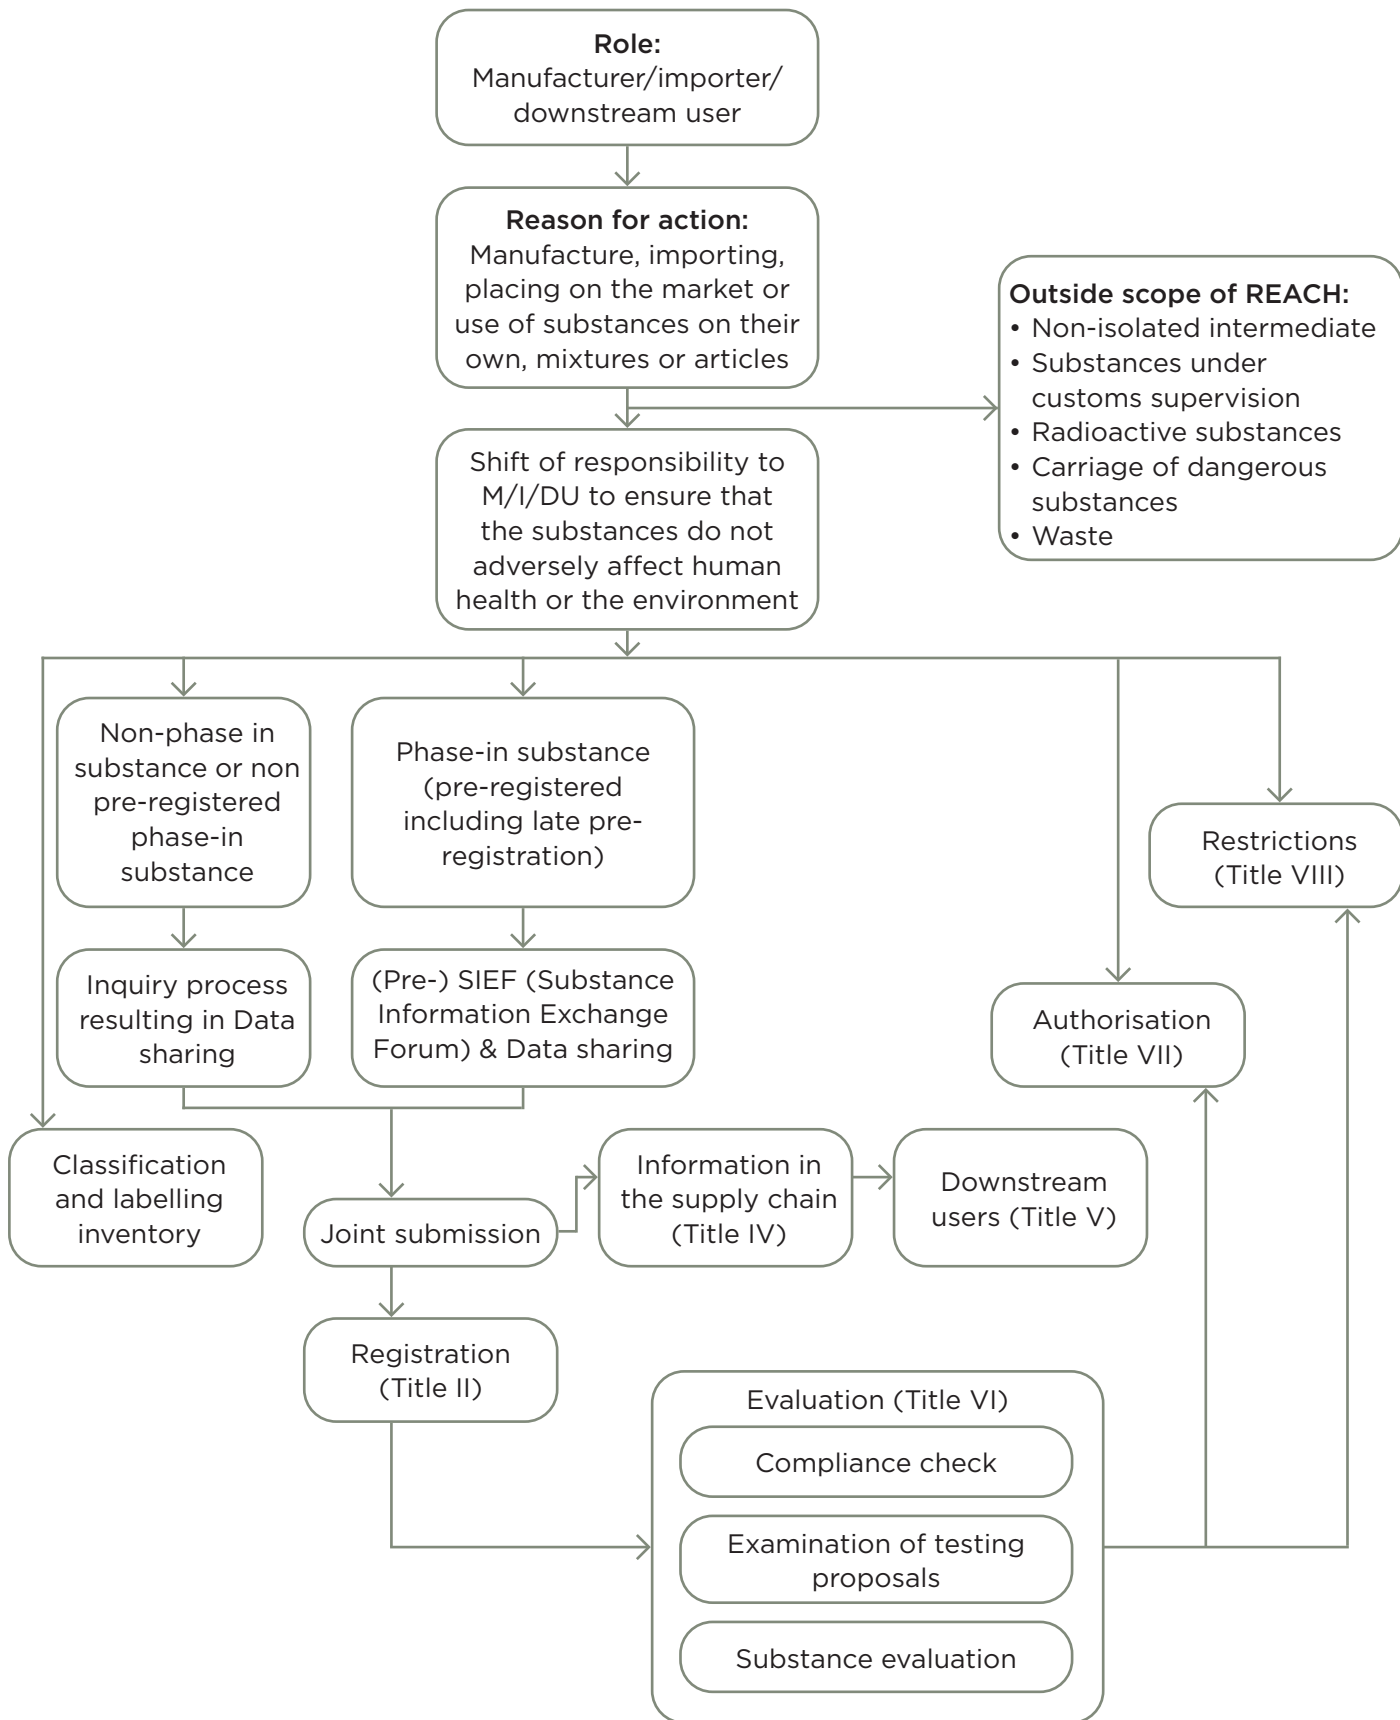 Role:
Manufacturer/importer/
downstream user
Reason for action:
Manufacture, importing,
placing on the market or
use of substances on their
own, mixtures or articles
Outside scope of REACH:
• Non-isolated intermediate
• Substances under
customs supervision
• Radioactive substances
• Carriage of dangerous
substances
• Waste
Shift of responsibility to
M/I/DU to ensure that
the substances do not
adversely affect human
health or the environment
Non-phase in
substance or non
pre-registered
phase-in
substance
Phase-in substance
(pre-registered
including late pre-
registration)
Restrictions
(Title VIII)
Inquiry process
resulting in Data
sharing
(Pre-) SIEF (Substance
Information Exchange
Forum) & Data sharing
Authorisation
(Title VII)
Classification
and labelling
inventory
Joint submission
Information in
the supply chain
(Title IV)
Downstream
users (Title V)
Registration
(Title II)
Evaluation (Title VI)
Compliance check
Examination of testing
proposals
Substance evaluation